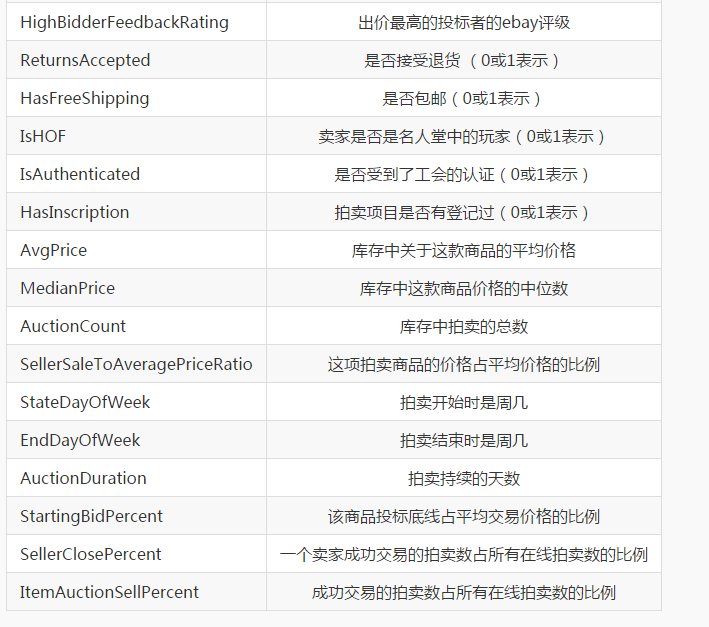 HighBidderFeedbackRating 出价最高的投标者的ebay评级
ReturnsAccepted 是否接受退货 （0或1表示）
HasFreeShipping 是否包邮（0或1表示）
IsHOF 卖家是否是名人堂中的玩家（0或1表示）
IsAuthenticated 是否受到了工会的认证（0或1表示）
HasInscription 拍卖项目是否有登记过（0或1表示）
AvgPrice 库存中关于这款商品的平均价格
MedianPrice 库存中这款商品价格的中位数
AuctionCount 库存中拍卖的总数
SellerSaleToAveragePriceRatio 这项拍卖商品的价格占平均价格的比例
StateDayOfWeek 拍卖开始时是周几
EndDayOfWeek 拍卖结束时是周几
AuctionDuration 拍卖持续的天数
StartingBidPercent 该商品投标底线占平均交易价格的比例
SellerClosePercent 一个卖家成功交易的拍卖数占所有在线拍卖数的比例
ItemAuctionSellPercent 成功交易的拍卖数占所有在线拍卖数的比例